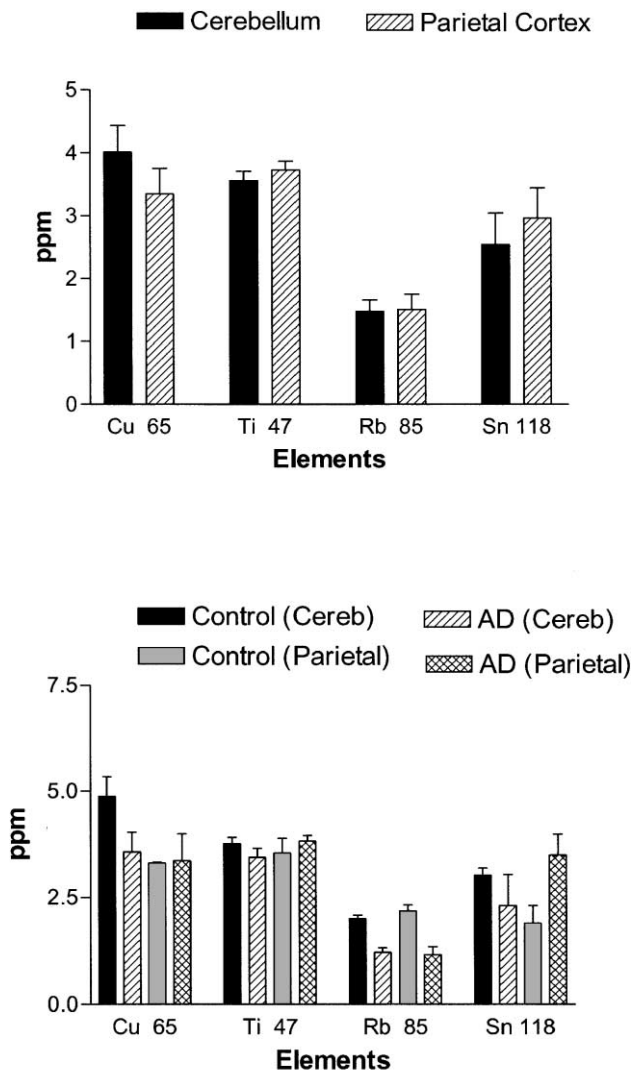 Cerebellum Parietal Cortex
5
4
3
2
1
0
ppm
Cu 65 Ti 47 Rb 85 Sn 118
Elements
Control (Cereb) AD (Cereb)
Control (Parietal) AD (Parietal)
7.5
5.0
2.5
0.0
ppm
Cu 65 Ti 47 Rb 85 Sn 118
Elements